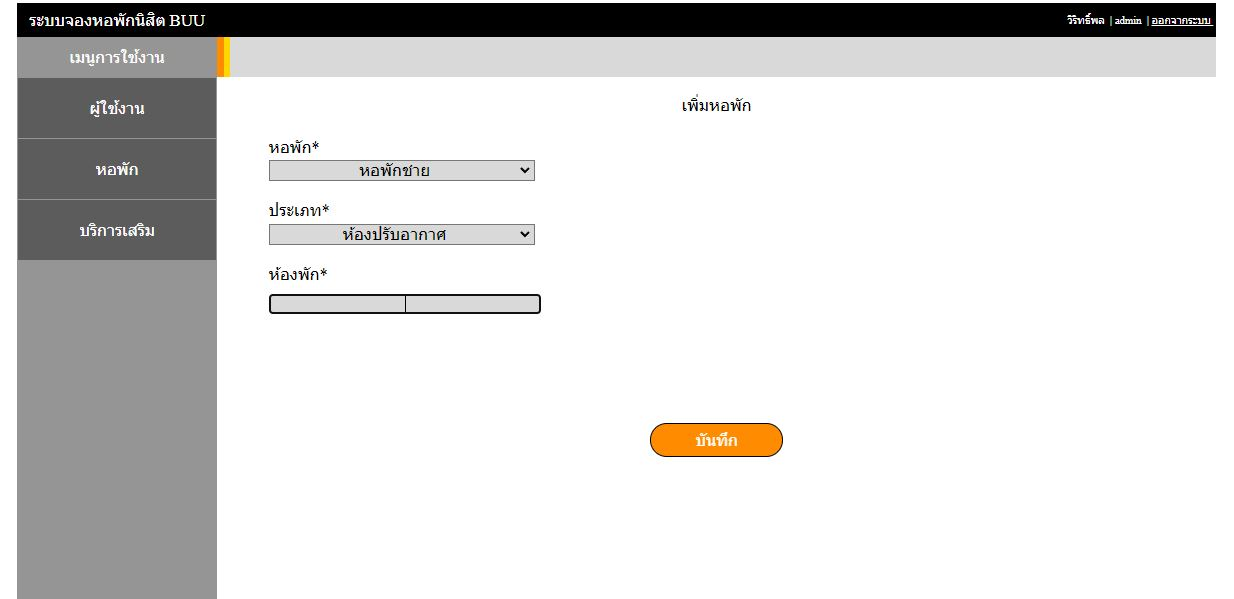 ระบบจองหอพักนิสิต BUU
วิริทธิ์พล | admin | ออกจากระบบ
เมนูการใช้งาน
ผู้ใช้งาน
หอพัก
บริการเสริม
เพิ่มหอพัก
หอพัก*
หอพักชาย
ประเภท*
ห้องปรับอากาศ
ห้องพัก*
บันทึก